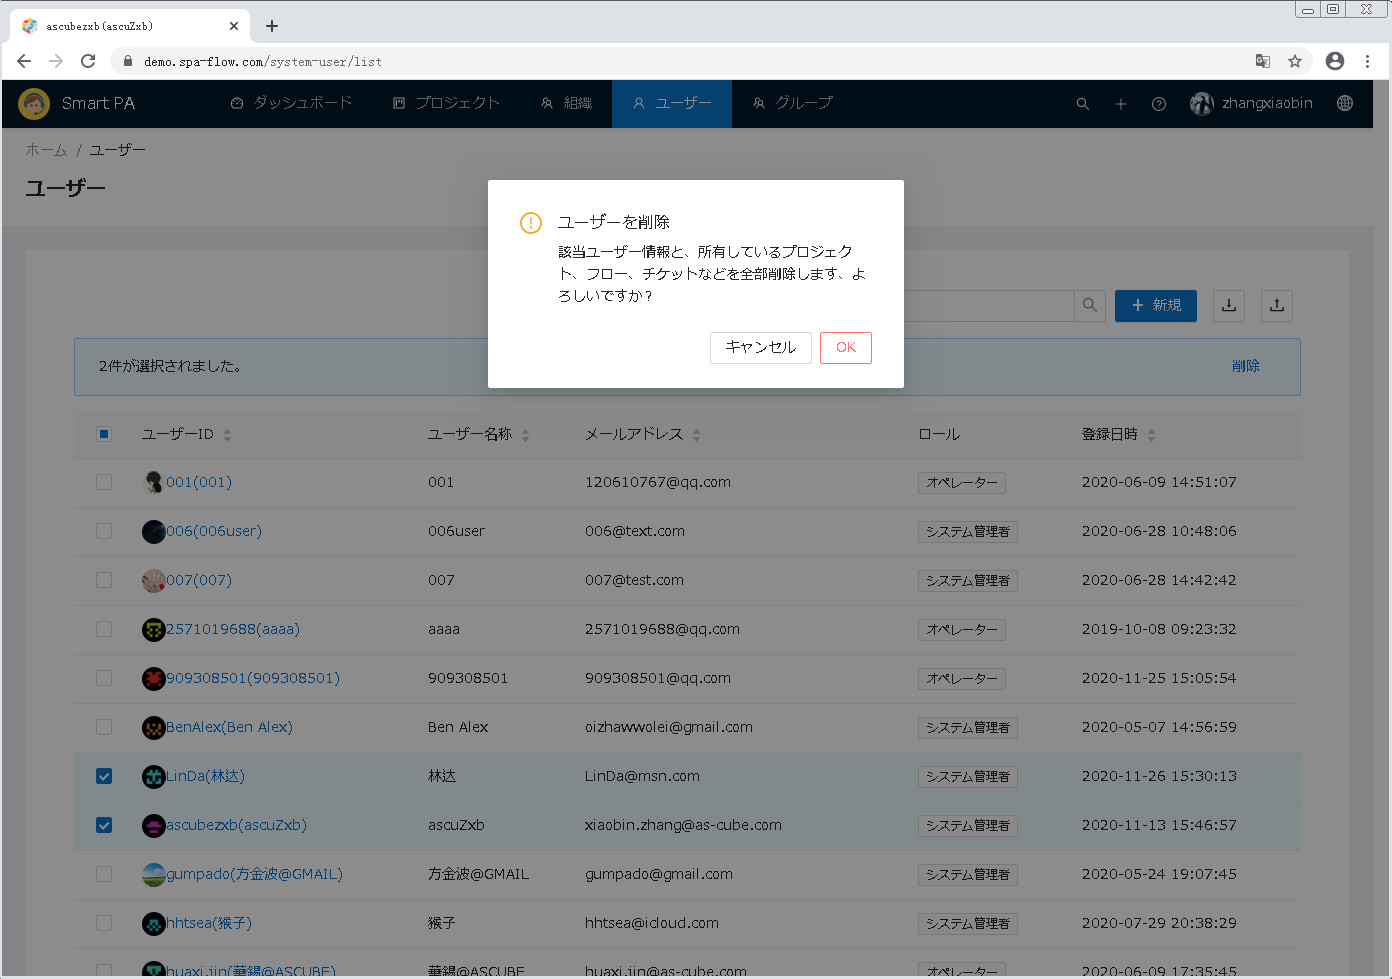 ascubezxb(ascuZxb)
demo.spa-flow.com/system-user/list
Smart PA ダッシュボード プロジェクト 組織 ユーザー グループ zhangxiaobin
ホーム / ユーザー
ユーザー
ユーザーを削除
該当ユーザー情報と、所有しているプロジェク
ト、フロー、チケットなどを全部削除します、よ
ろしいですか？
キャンセル OK
新規
2件が選択されました。 削除
ユーザーID ユーザー名称 メールアドレス ロール 登録日時
001(001) 001 120610767@qq.com オペレーター 2020-06-09 14:51:07
006(006user) 006user 006@text.com システム管理者 2020-06-28 10:48:06
007(007) 007 007@test.com システム管理者 2020-06-28 14:42:42
2571019688(aaaa) aaaa 2571019688@qq.com オペレーター 2019-10-08 09:23:32
909308501(909308501) 909308501 909308501@qq.com オペレーター 2020-11-25 15:05:54
BenAlex(Ben Alex) Ben Alex oizhawwolei@gmail.com システム管理者 2020-05-07 14:56:59
LinDa(林达) 林达 LinDa@msn.com システム管理者 2020-11-26 15:30:13
ascubezxb(ascuZxb) ascuZxb xiaobin.zhang@as-cube.com システム管理者 2020-11-13 15:46:57
gumpado(方金波@GMAIL) 方金波@GMAIL gumpado@gmail.com システム管理者 2020-05-24 19:07:45
hhtsea(猴子) 猴子 hhtsea@icloud.com システム管理者 2020-07-29 20:38:29
huaxi.jin(華錫@ASCUBE) 華錫@ASCUBE huaxi.jin@as-cube.com オペレーター 2020-06-09 17:35:45